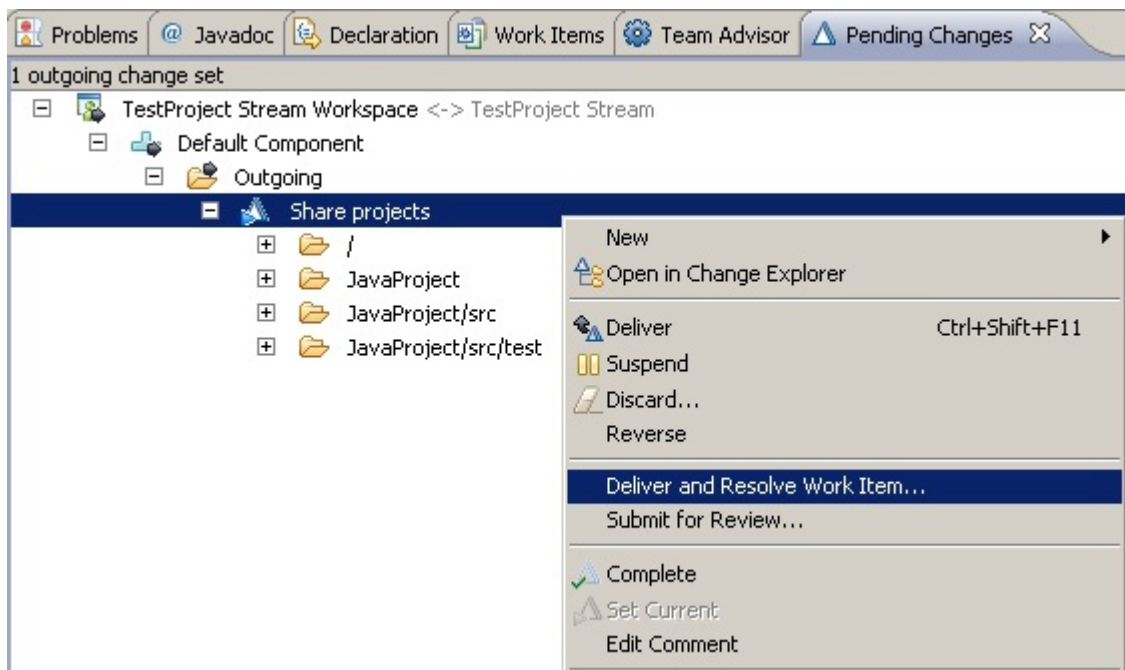 Problems @ Javadoc Declaration Work Items Team Advisor Pending Changes
1 outgoing change set
TestProject Stream Workspace <-> TestProject Stream
Default Component
Outgoing
Share projects
/
JavaProject
JavaProject/src
JavaProject/src/test
New
Open in Change Explorer
Deliver Ctrl+Shift+F11
Suspend
Discard...
Reverse
Deliver and Resolve Work Item...
Submit for Review...
Complete
Set Current
Edit Comment